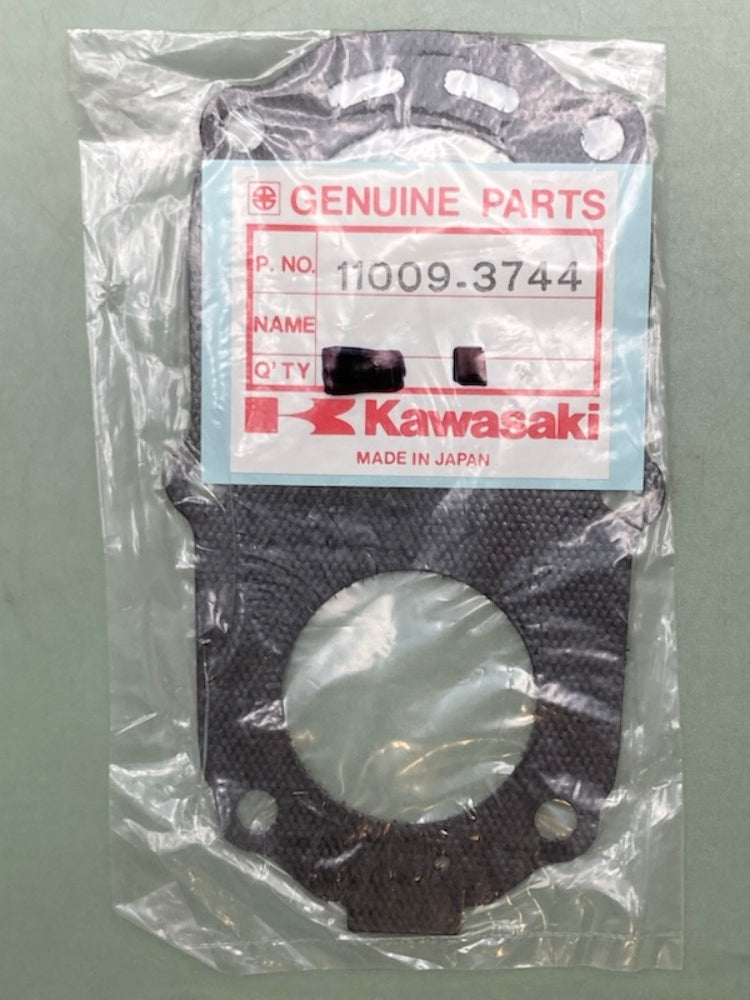 GENUINE PARTS
P. NO. 11009-3744
NAME
Q'TY
Kawasaki
MADE IN JAPAN